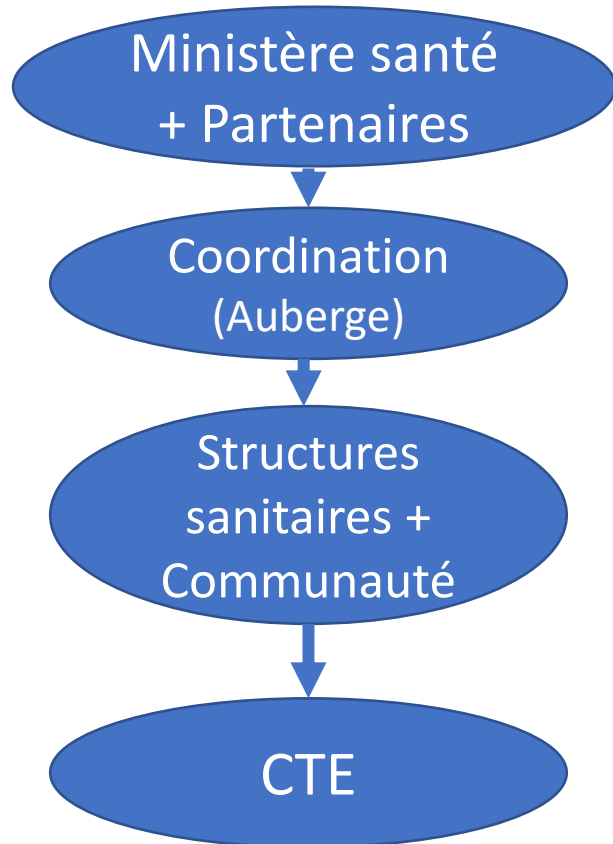 Ministère santé
+ Partenaires
Coordination
(Auberge)
Structures
sanitaires +
Communauté
CTE